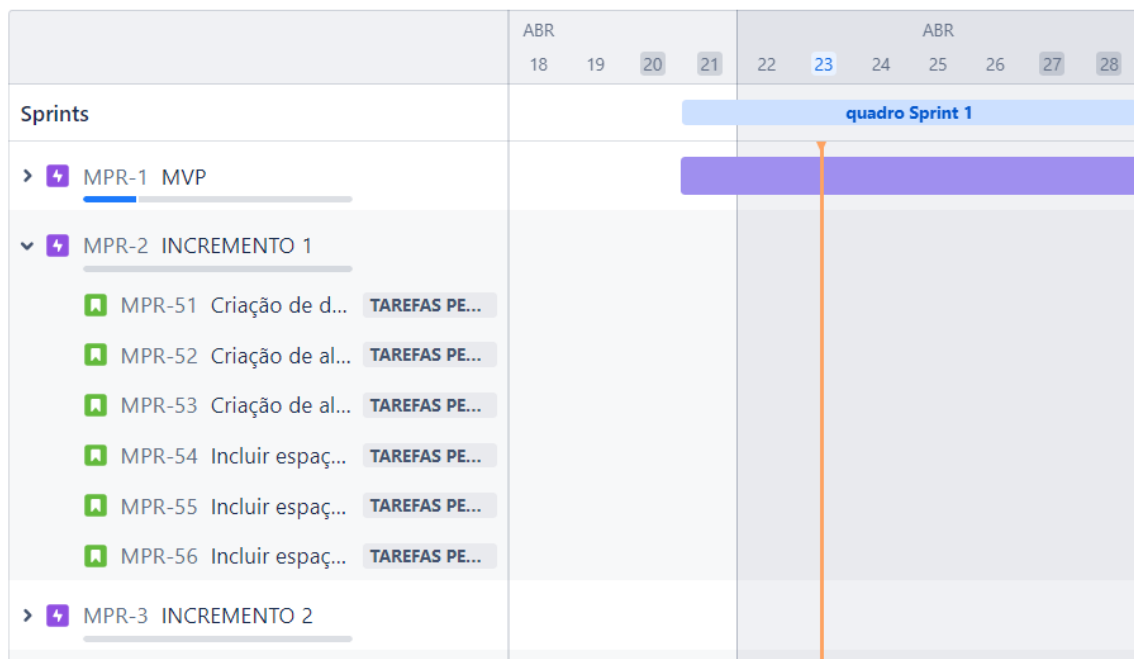 ABR ABR
18 19 20 21 22 23 24 25 26 27 28
Sprints quadro Sprint 1
MPR-1 MVP
MPR-2 INCREMENTO 1
MPR-51 Criação de d... TAREFAS PE...
MPR-52 Criação de al... TAREFAS PE...
MPR-53 Criação de al... TAREFAS PE...
MPR-54 Incluir espaç... TAREFAS PE...
MPR-55 Incluir espaç... TAREFAS PE...
MPR-56 Incluir espaç... TAREFAS PE...
MPR-3 INCREMENTO 2